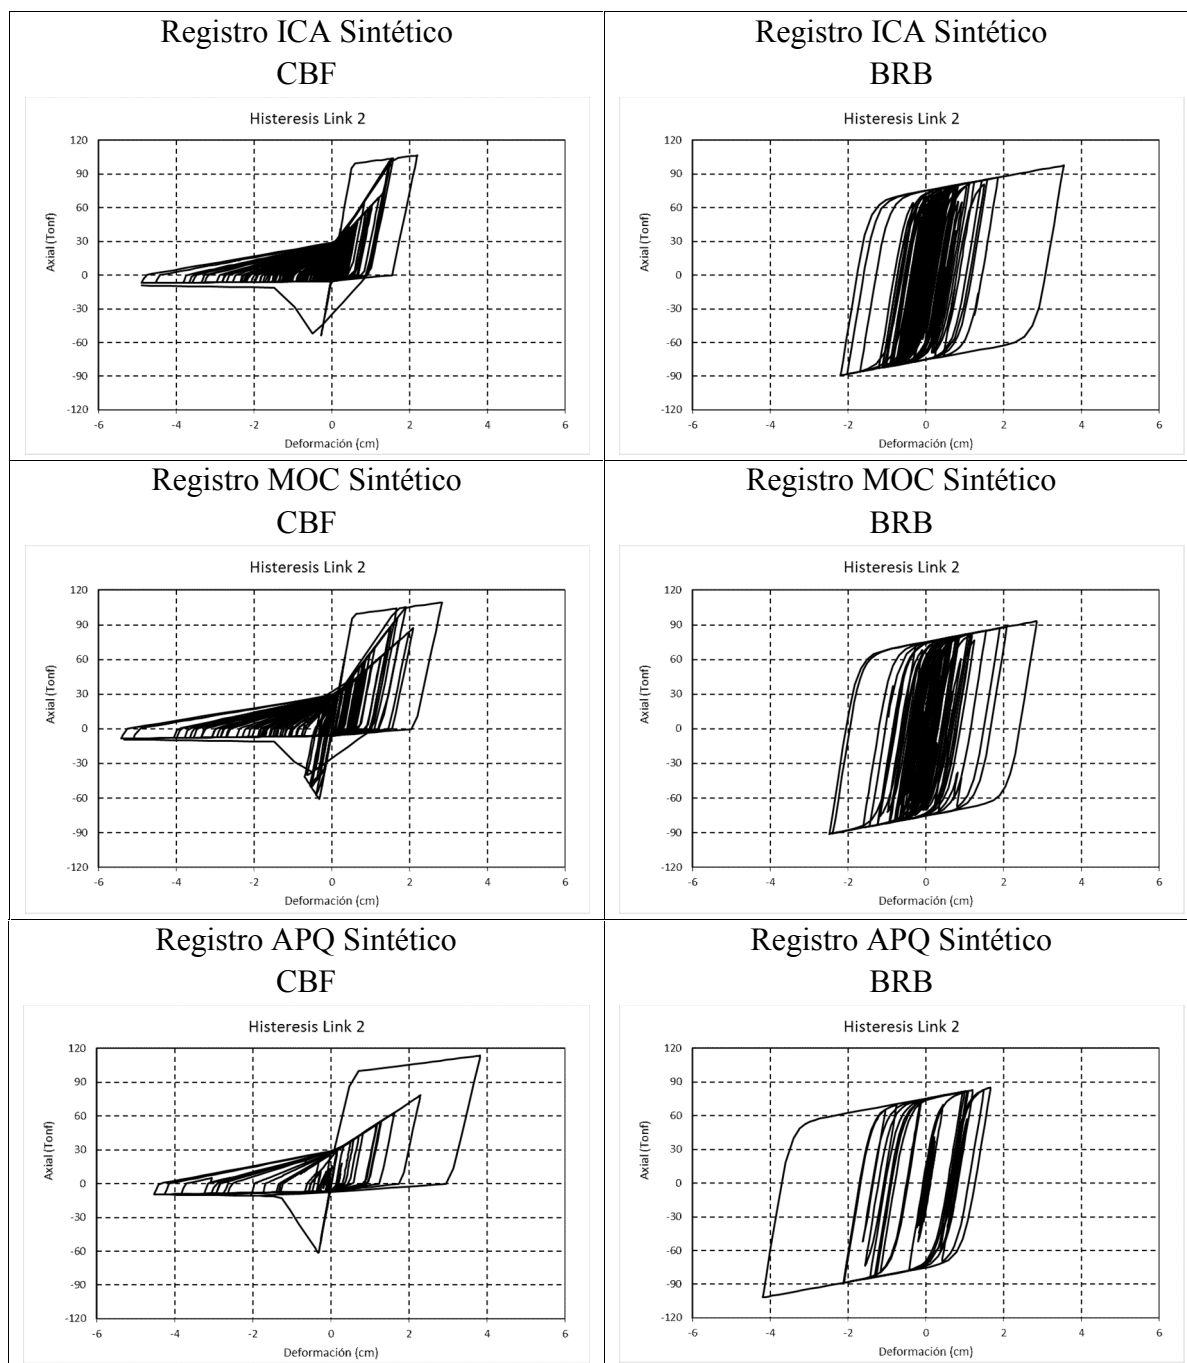 Registro ICA Sintético
CBF
Histeresis Link 2
120
90
60
30
0
-30
-60
-90
-120
Axial (Tonf)
-6 -4 -2 0 2 4 6
Deformación (cm)
Registro ICA Sintético
BRB
Histeresis Link 2
120
90
60
30
0
-30
-60
-90
-120
Axial (Tonf)
-6 -4 -2 0 2 4 6
Deformación (cm)
Registro MOC Sintético
CBF
Histeresis Link 2
120
90
60
30
0
-30
-60
-90
-120
Axial (Tonf)
-6 -4 -2 0 2 4 6
Deformación (cm)
Registro MOC Sintético
BRB
Histeresis Link 2
120
90
60
30
0
-30
-60
-90
-120
Axial (Tonf)
-6 -4 -2 0 2 4 6
Deformación (cm)
Registro APQ Sintético
CBF
Histeresis Link 2
120
90
60
30
0
-30
-60
-90
-120
Axial (Tonf)
-6 -4 -2 0 2 4 6
Deformación (cm)
Registro APQ Sintético
BRB
Histeresis Link 2
120
90
60
30
0
-30
-60
-90
-120
Axial (Tonf)
-6 -4 -2 0 2 4 6
Deformación (cm)